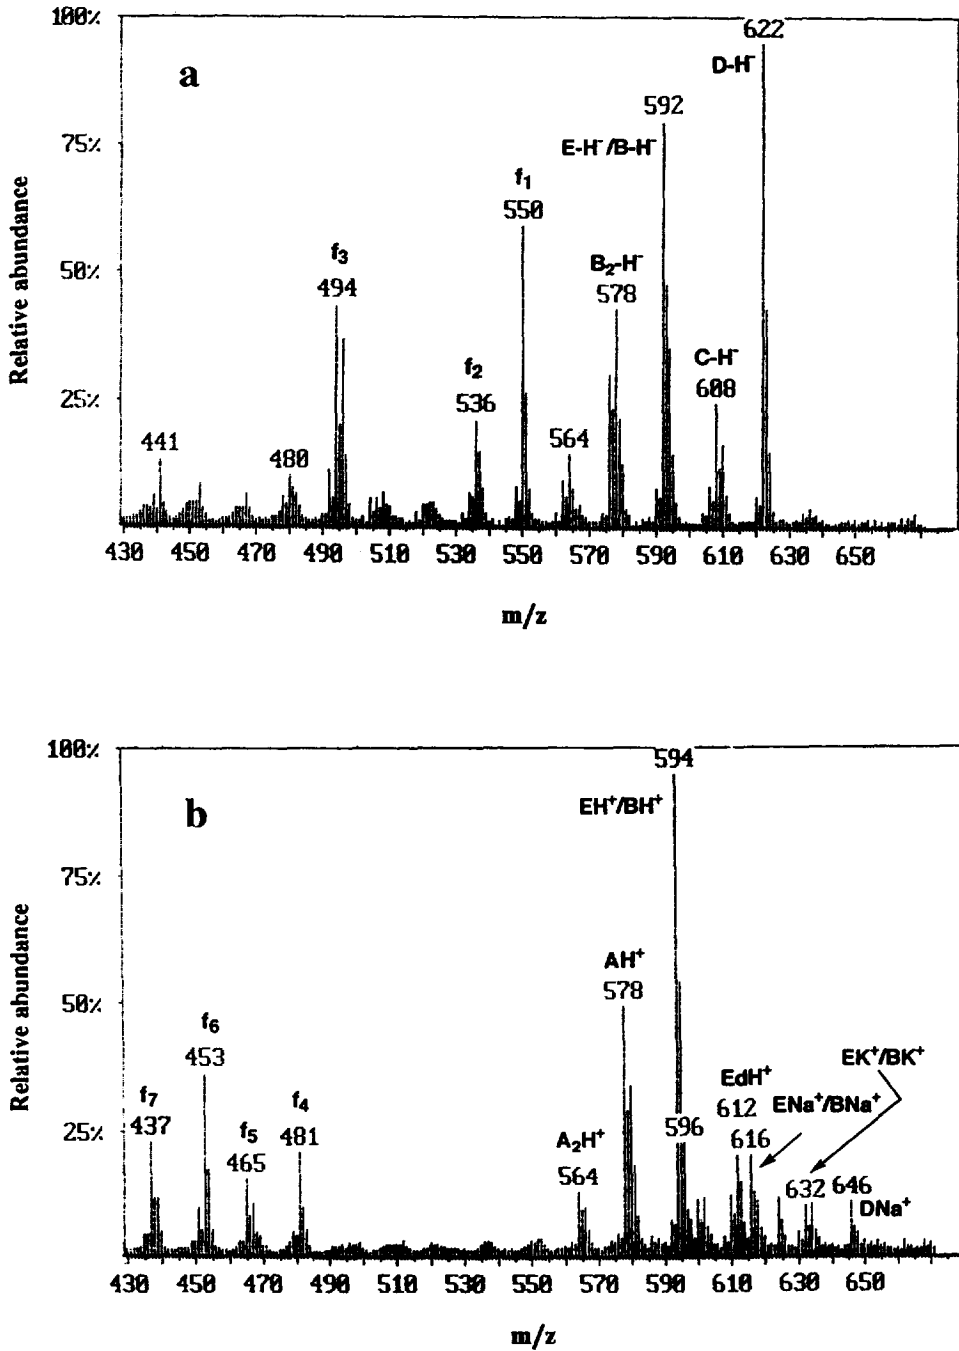 100%
a
622
D-H⁻
592
E-H⁻/B-H⁻
75%
f₁
550
f₃
494
50%
B₂-H⁻
578
f₂
536
C-H⁻
608
25%
441
480
564
Relative abundance
430 450 470 490 510 530 550 570 590 610 630 650
m/z
100%
b
594
EH⁺/BH⁺
75%
AH⁺
578
50%
f₆
453
EK⁺/BK⁺
f₇
437
f₄
481
EdH⁺
612
ENa⁺/BNa⁺
25%
f₅
465
596
616
A₂H⁺
564
632
646
DNa⁺
Relative abundance
430 450 470 490 510 530 550 570 590 610 630 650
m/z